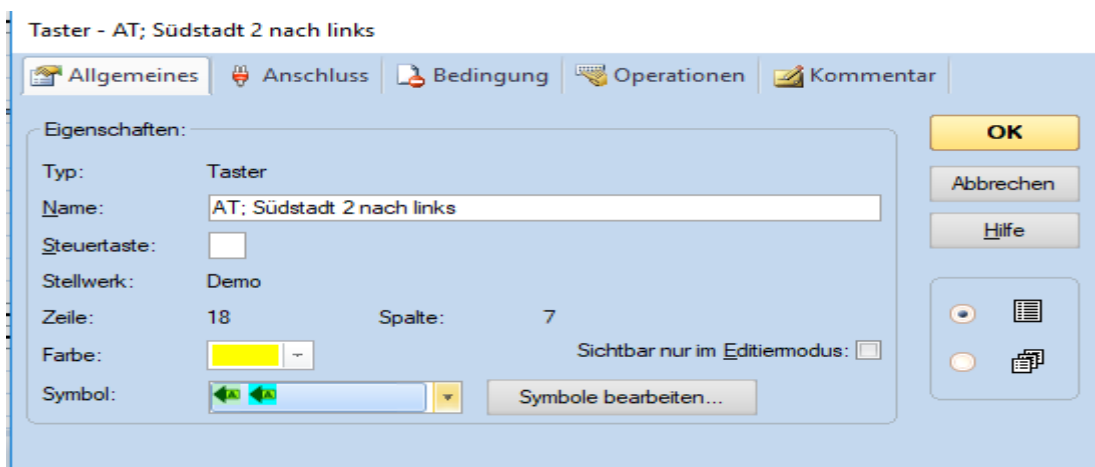 Taster - AT; Südstadt 2 nach links
Allgemeines Anschluss Bedingung Operationen Kommentar
Eigenschaften:
Typ: Taster
Name: AT; Südstadt 2 nach links
Steuertaste:
Stellwerk: Demo
Zeile: 18 Spalte: 7
Farbe: Sichtbar nur im Editiermodus:
Symbol: A A Symbole bearbeiten...
OK
Abbrechen
Hilfe